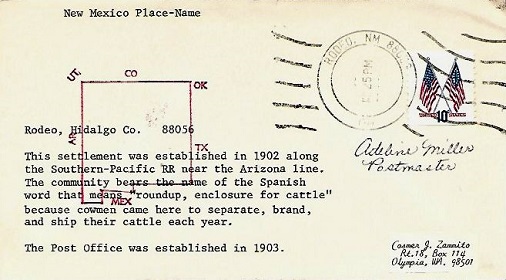 New Mexico Place-Name
UT.
CO
OK
RODEO, NM
PM
10¢
Rodeo, Hidalgo Co. 88056
AR
TX
Adeline Miller
Postmaster
This settlement was established in 1902 along
the Southern-Pacific RR near the Arizona line.
The community bears the name of the Spanish
word that means "roundup, enclosure for cattle"
MEX
because cowmen came here to separate, brand,
and ship their cattle each year.
The Post Office was established in 1903.
Cosmer J. Zammito
Rt.18, Box 114
Olympia, WA. 98501